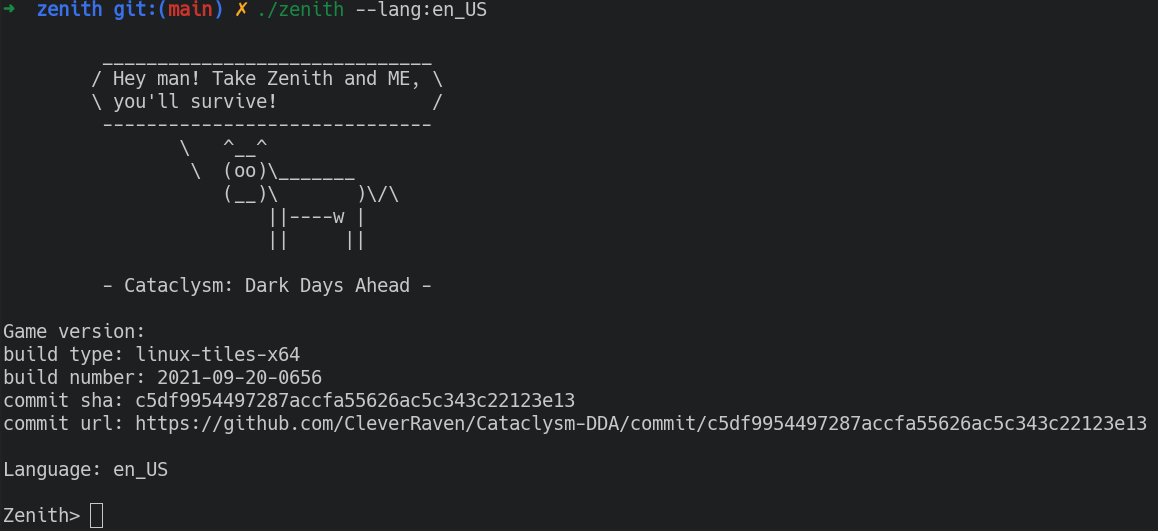 ➜  zenith git:(main) ✗ ./zenith --lang:en_US
         ______________________________
        / Hey man! Take Zenith and ME, \
        \ you'll survive!              /
         ------------------------------
                \   ^__^
                 \  (oo)\_______
                    (__)\       )\/\
                        ||----w |
                        ||     ||
         - Cataclysm: Dark Days Ahead -
Game version:
build type: linux-tiles-x64
build number: 2021-09-20-0656
commit sha: c5df9954497287accfa55626ac5c343c22123e13
commit url: https://github.com/CleverRaven/Cataclysm-DDA/commit/c5df9954497287accfa55626ac5c343c22123e13
Language: en_US
Zenith>